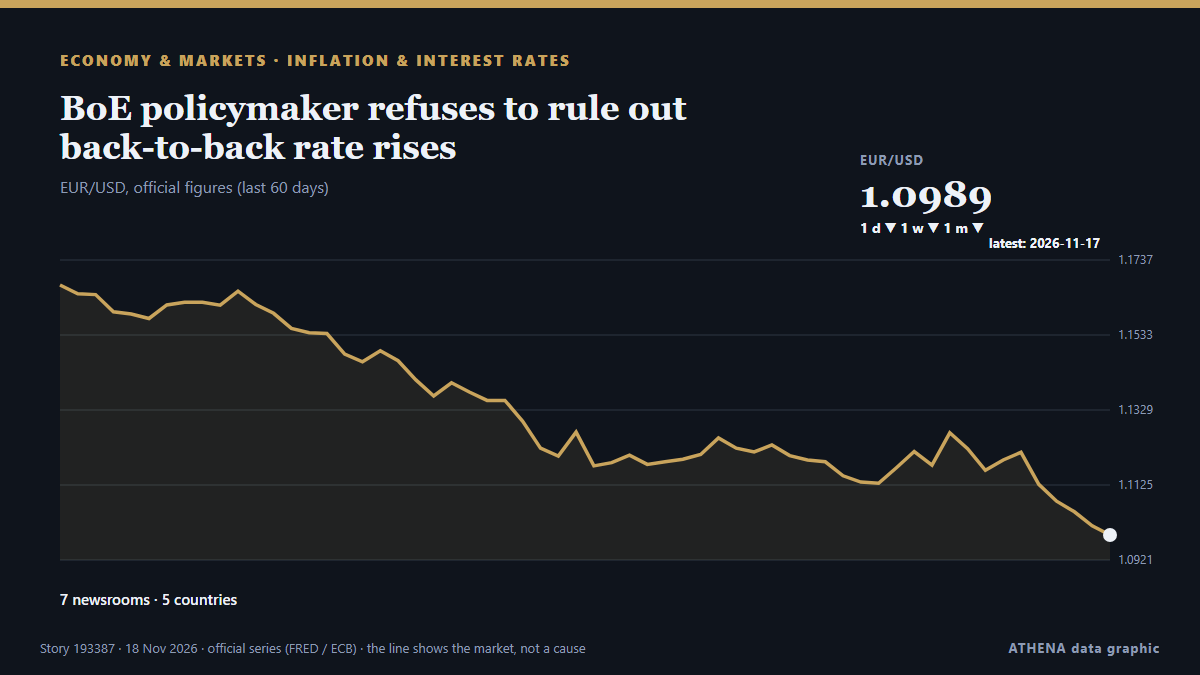 ECONOMY & MARKETS · INFLATION & INTEREST RATES
BoE policymaker refuses to rule out
back-to-back rate rises
EUR/USD, official figures (last 60 days)
EUR/USD
1.0989
1 d ▼ 1 w ▼ 1 m ▼
latest: 2026-11-17
1.1737
1.1533
1.1329
1.1125
1.0921
7 newsrooms · 5 countries
Story 193387 · 18 Nov 2026 · official series (FRED / ECB) · the line shows the market, not a cause
ATHENA data graphic